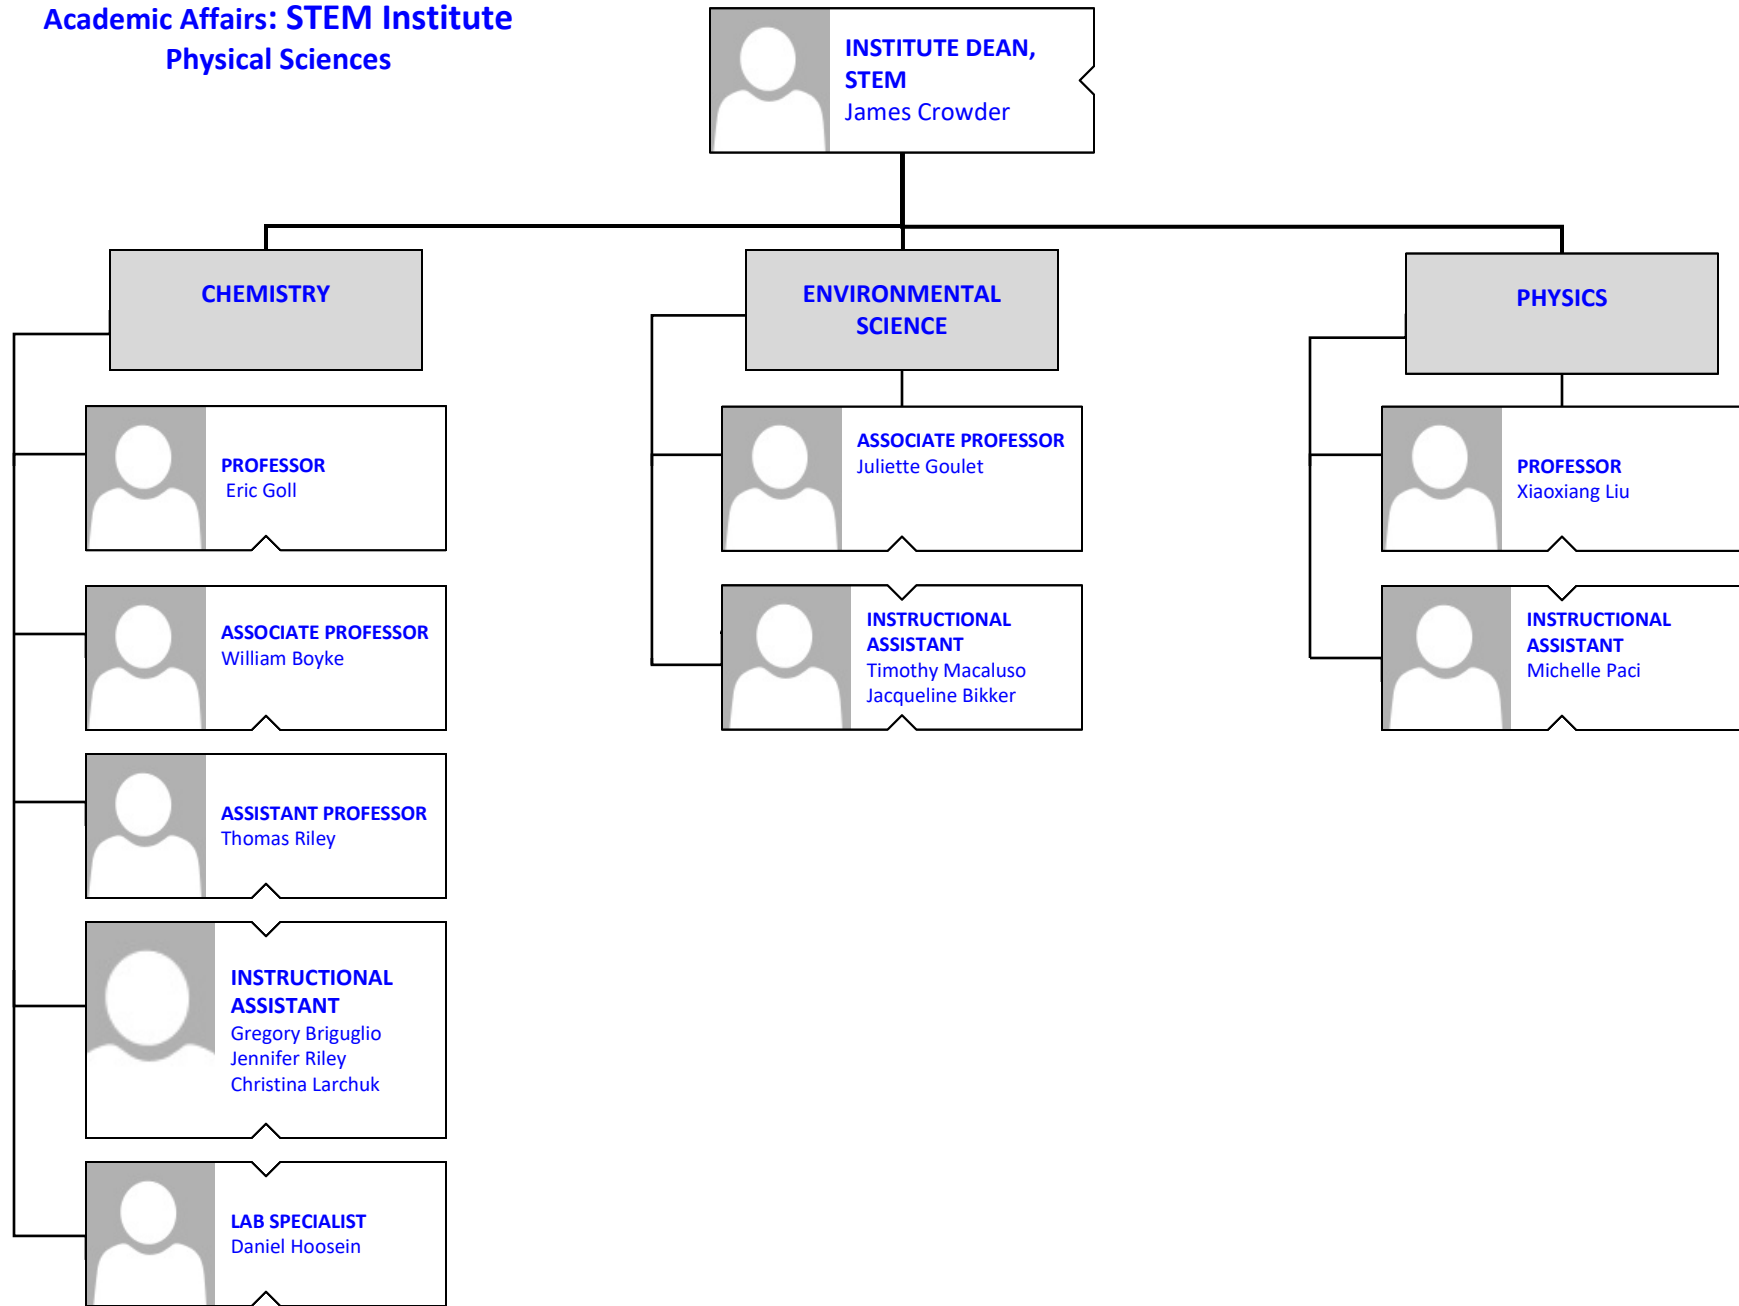 Academic Affairs: STEM Institute
Physical Sciences
INSTITUTE DEAN,
STEM
James Crowder
CHEMISTRY
PROFESSOR
Eric Goll
ASSOCIATE PROFESSOR
William Boyke
ASSISTANT PROFESSOR
Thomas Riley
INSTRUCTIONAL
ASSISTANT
Gregory Briguglio
Jennifer Riley
Christina Larchuk
LAB SPECIALIST
Daniel Hoosein
ENVIRONMENTAL
SCIENCE
ASSOCIATE PROFESSOR
Juliette Goulet
INSTRUCTIONAL
ASSISTANT
Timothy Macaluso
Jacqueline Bikker
PHYSICS
PROFESSOR
Xiaoxiang Liu
INSTRUCTIONAL
ASSISTANT
Michelle Paci